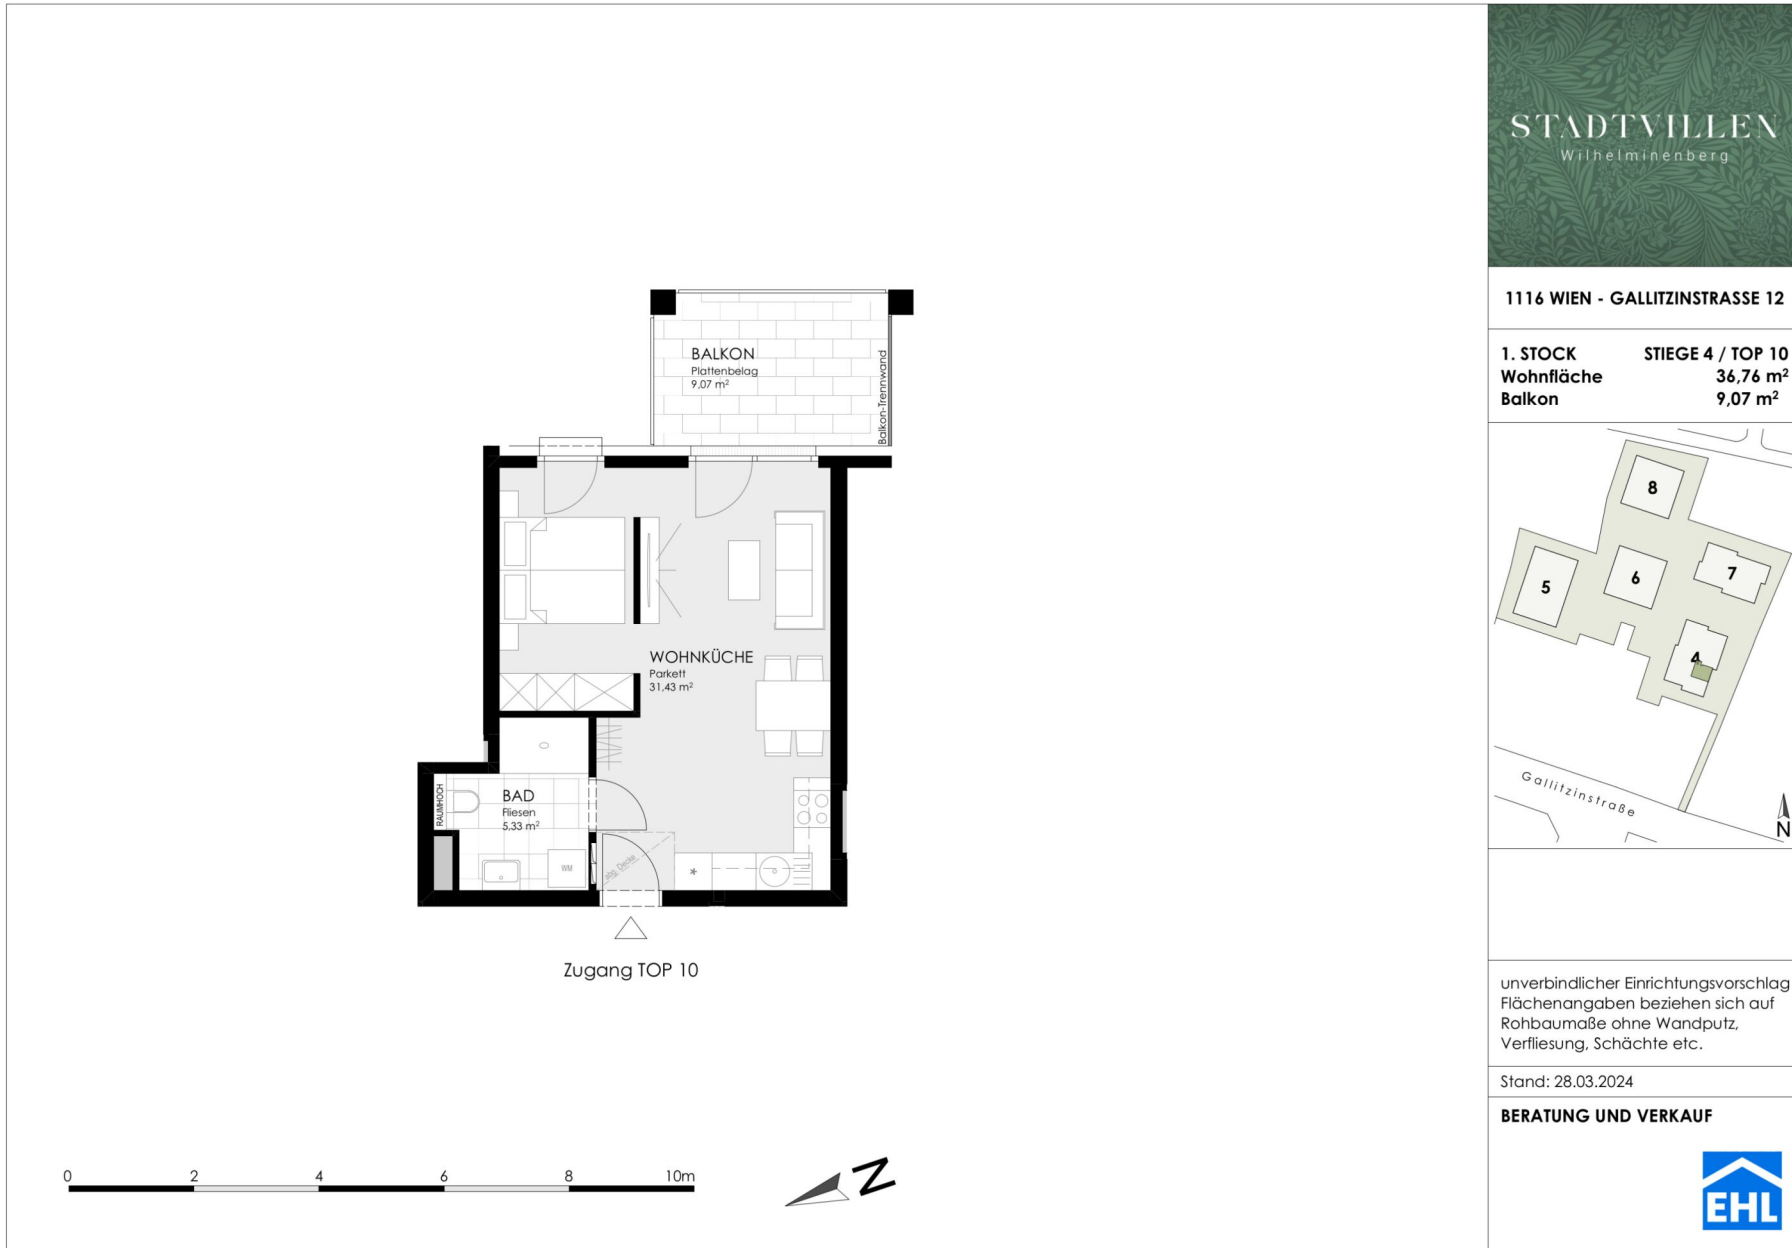 STADTVILLEN
Wilhelminenberg
1116 WIEN - GALLITZINSTRASSE 12
1. STOCK STIEGE 4 / TOP 10
Wohnfläche 36,76 m²
Balkon 9,07 m²
8
5
6
7
4
Gallitzinstraße
N
unverbindlicher Einrichtungsvorschlag
Flächenangaben beziehen sich auf
Rohbaumaße ohne Wandputz,
Verfliesung, Schächte etc.
Stand: 28.03.2024
BERATUNG UND VERKAUF
EHL
BALKON
Plattenbelag
9,07 m²
Balkon-Trennwand
WOHNKÜCHE
Parkett
31,43 m²
BAD
Fliesen
5,33 m²
RAUMHOCH
WM
abg. Decke
Zugang TOP 10
0 2 4 6 8 10m
N